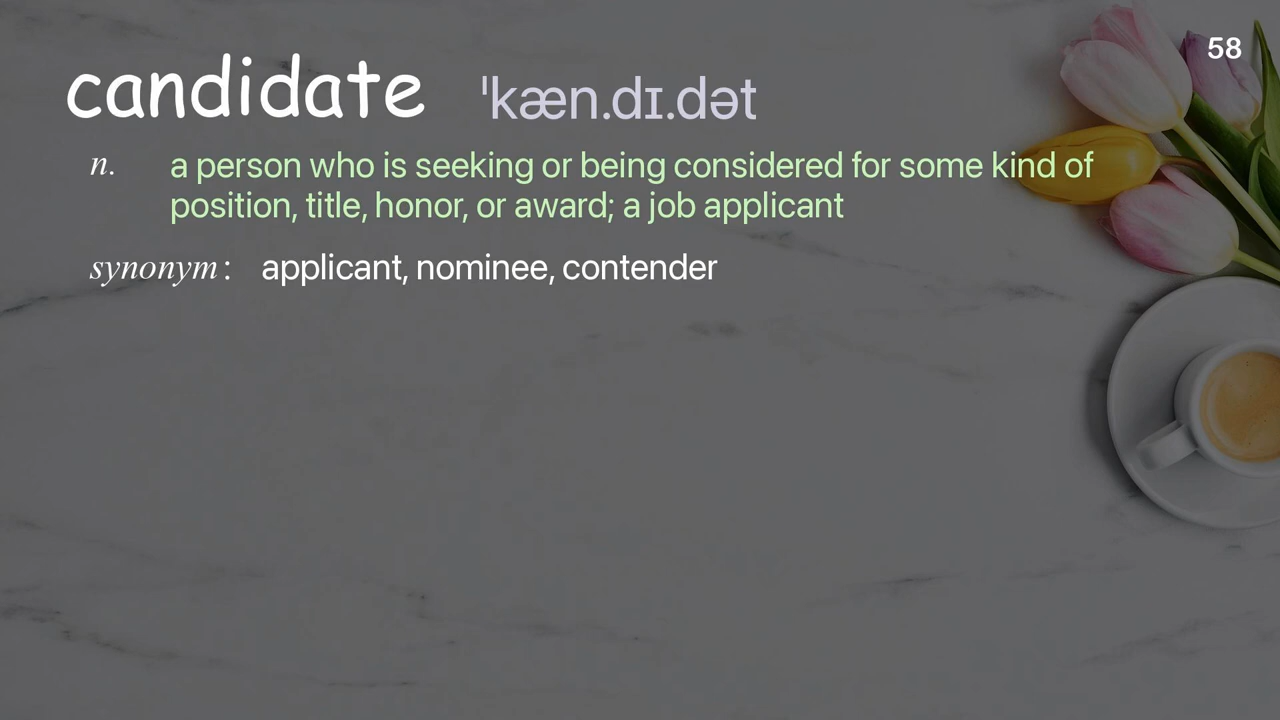 58
candidate ˈkæn.dɪ.dət
n. a person who is seeking or being considered for some kind of
position, title, honor, or award; a job applicant
synonym: applicant, nominee, contender